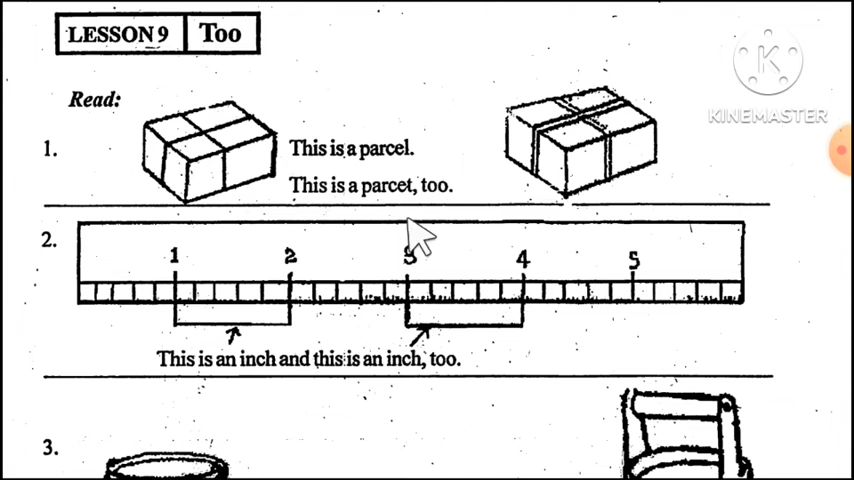 LESSON 9 Too
Read:
KINEMASTER
1. This is a parcel.
This is a parcet, too.
2.
1 2 3 4 5
This is an inch and this is an inch, too.
3.